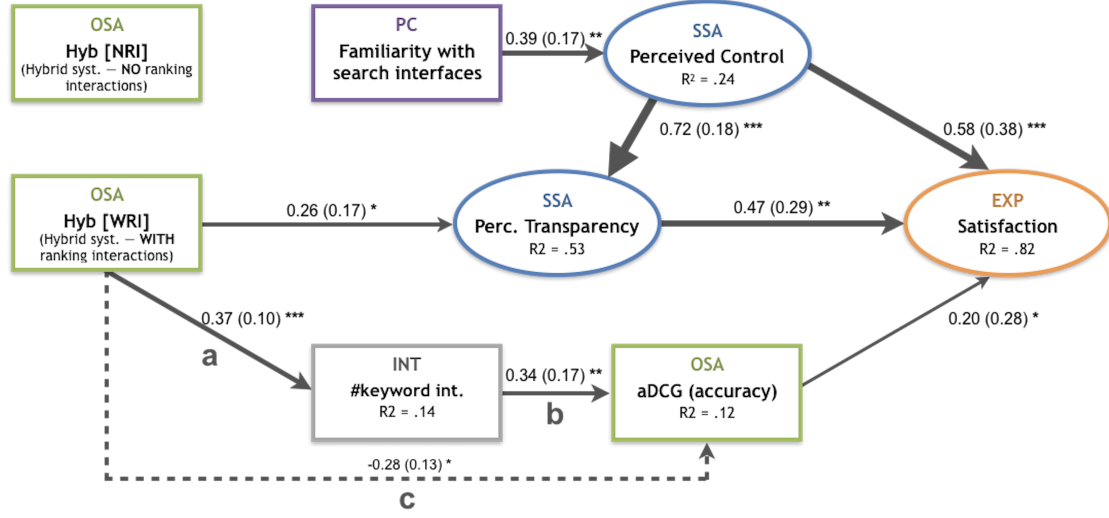 OSA
Hyb [NRI]
(Hybrid syst. – NO ranking
interactions)
PC
Familiarity with
search interfaces
0.39 (0.17) **
SSA
Perceived Control
R² = .24
0.72 (0.18) ***
0.58 (0.38) ***
OSA
Hyb [WRI]
(Hybrid syst. – WITH
ranking interactions)
0.26 (0.17) *
SSA
Perc. Transparency
R2 = .53
0.47 (0.29) **
EXP
Satisfaction
R2 = .82
0.37 (0.10) ***
a
INT
#keyword int.
R2 = .14
0.34 (0.17) **
b
OSA
aDCG (accuracy)
R2 = .12
0.20 (0.28) *
-0.28 (0.13) *
c